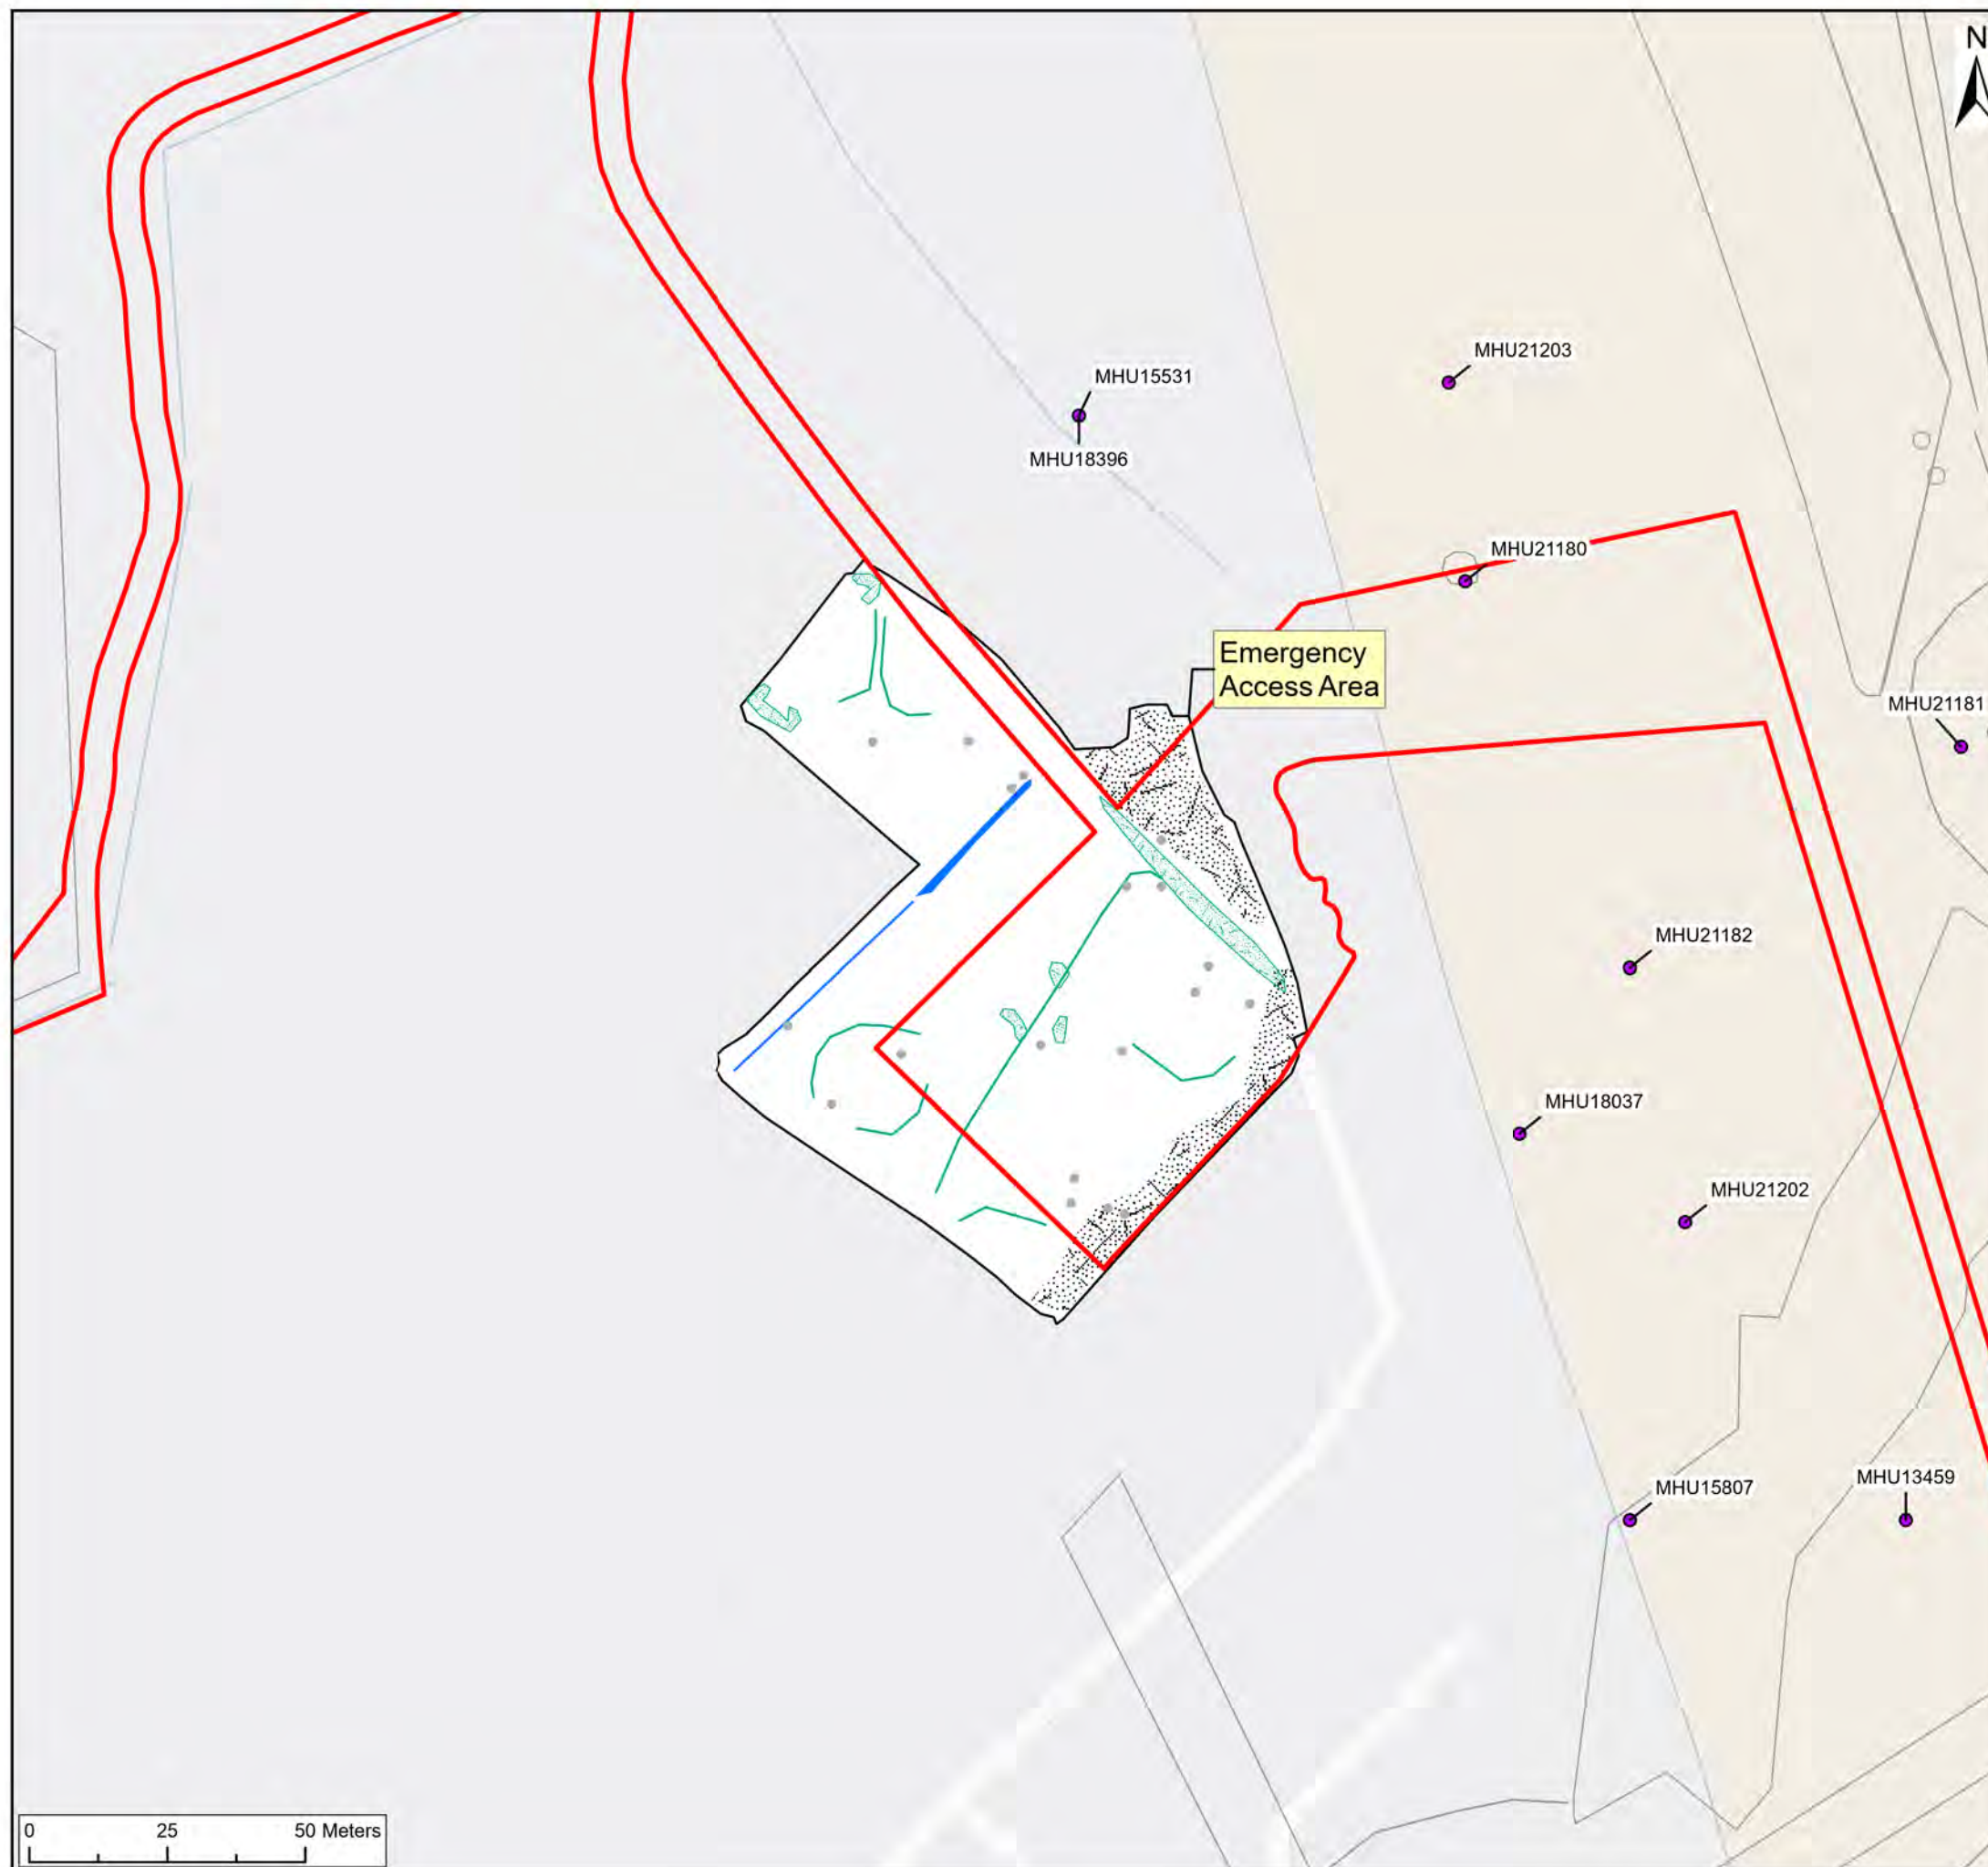 N
MHU21203
MHU15531
MHU18396
MHU21180
Emergency
Access Area
MHU21181
MHU21182
MHU18037
MHU21202
MHU15807
MHU13459
0 25 50 Meters